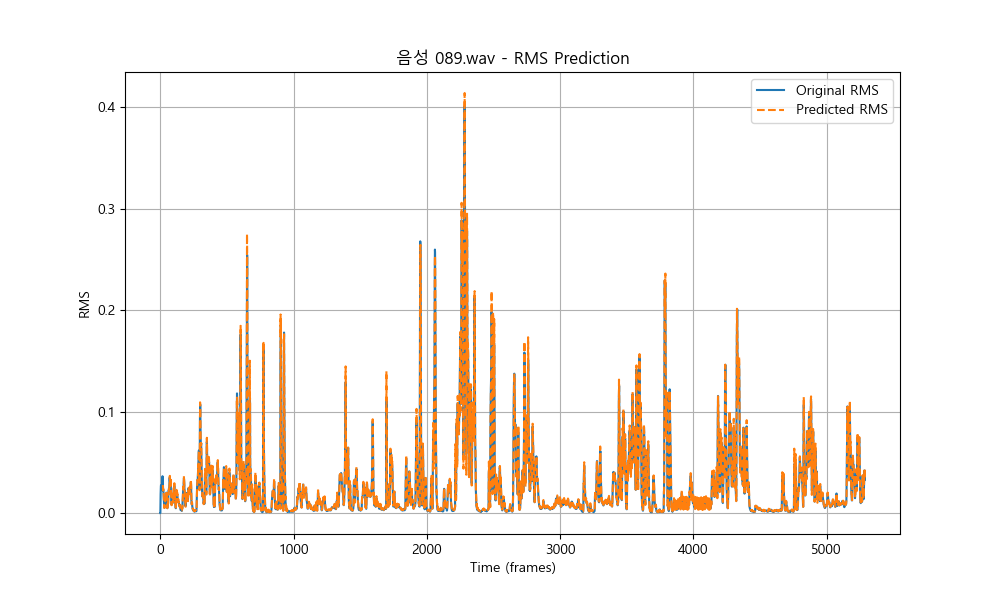 음성 089.wav - RMS Prediction
Original RMS
Predicted RMS
0.4
0.3
0.2
0.1
0.0
RMS
0 1000 2000 3000 4000 5000
Time (frames)